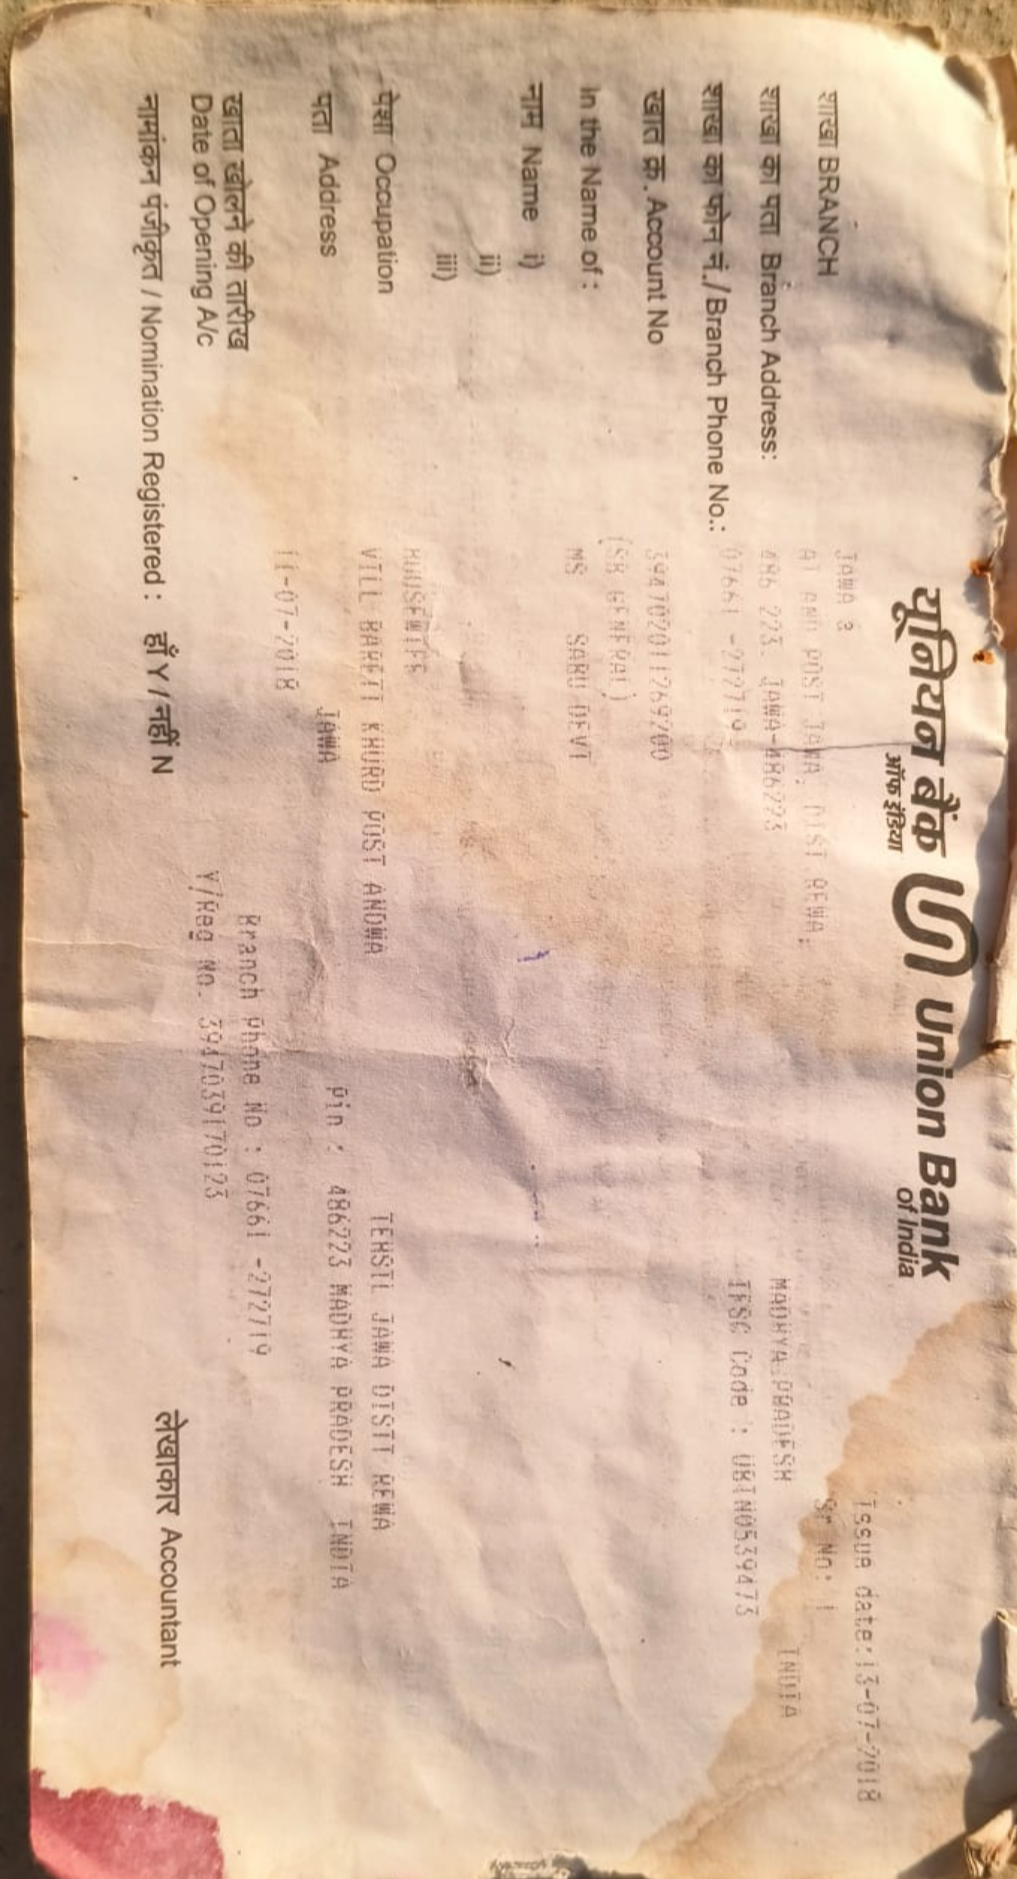 यूनियन बैंक Union Bank
ऑफ इंडिया of India
Issue date:13-07-2018
शाखा BRANCH JAWA
Sr No: 1
शाखा का पता Branch Address: AT AND POST JAWA, DIST REWA,
486 223. JAWA-486223 MADHYA PRADESH INDIA
शाखा का फोन नं./Branch Phone No.: 07661 -272719 IFSC Code : UBIN0539473
खात क्र. Account No 394702011269200
(SB GENERAL)
In the Name of : MS SABU DEVI
नाम Name i)
ii)
iii)
पेशा Occupation HOUSEWIFE
पता Address VILL BARETI KHURD POST ANDWA TEHSIL JAWA DISTT REWA
JAWA Pin : 486223 MADHYA PRADESH INDIA
खाता खोलने की तारीख 11-07-2018
Date of Opening A/c Branch Phone No : 07661 -272719
Y/Reg No. 3947039170123
नामांकन पंजीकृत / Nomination Registered : हाँ Y / नहीं N
लेखाकार Accountant